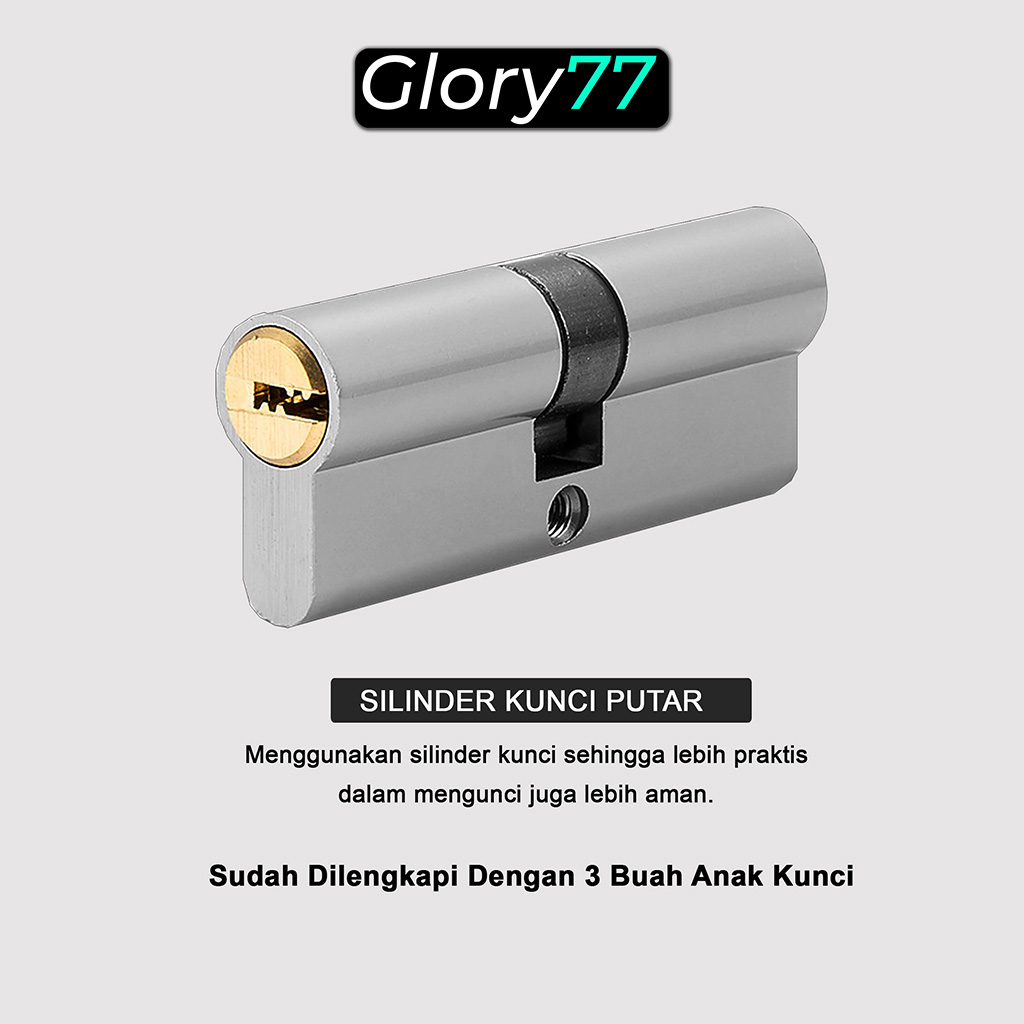 Glory77
SILINDER KUNCI PUTAR
Menggunakan silinder kunci sehingga lebih praktis
dalam mengunci juga lebih aman.
Sudah Dilengkapi Dengan 3 Buah Anak Kunci